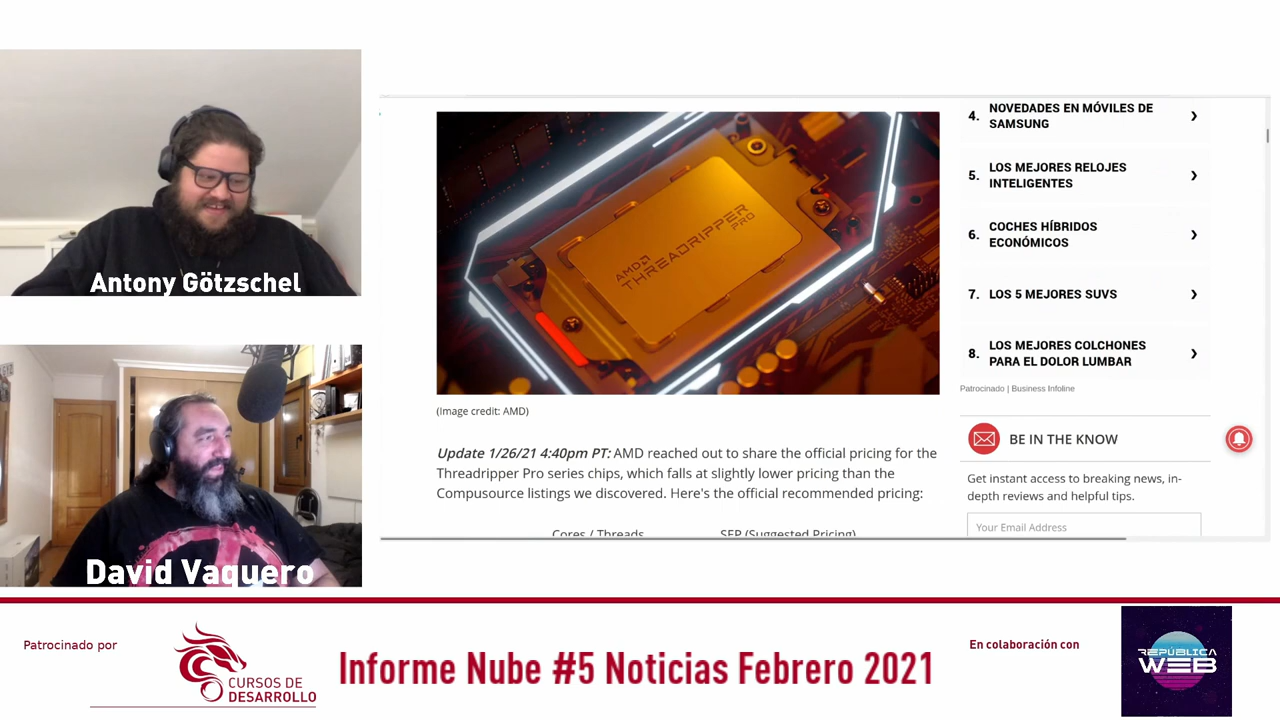 Antony Götzschel
David Vaquero
AMD
THREADRIPPER
PRO
(Image credit: AMD)
Update 1/26/21 4:40pm PT: AMD reached out to share the official pricing for the
Threadripper Pro series chips, which falls at slightly lower pricing than the
Compusource listings we discovered. Here's the official recommended pricing:
Cores / Threads
SEP (Suggested Pricing)
4. NOVEDADES EN MÓVILES DE
SAMSUNG
5. LOS MEJORES RELOJES
INTELIGENTES
6. COCHES HÍBRIDOS
ECONÓMICOS
7. LOS 5 MEJORES SUVS
8. LOS MEJORES COLCHONES
PARA EL DOLOR LUMBAR
Patrocinado | Business Infoline
BE IN THE KNOW
Get instant access to breaking news, in-
depth reviews and helpful tips.
Your Email Address
Patrocinado por
CURSOS DE
DESARROLLO
Informe Nube #5 Noticias Febrero 2021
En colaboración con
REPÚBLICA
WEB